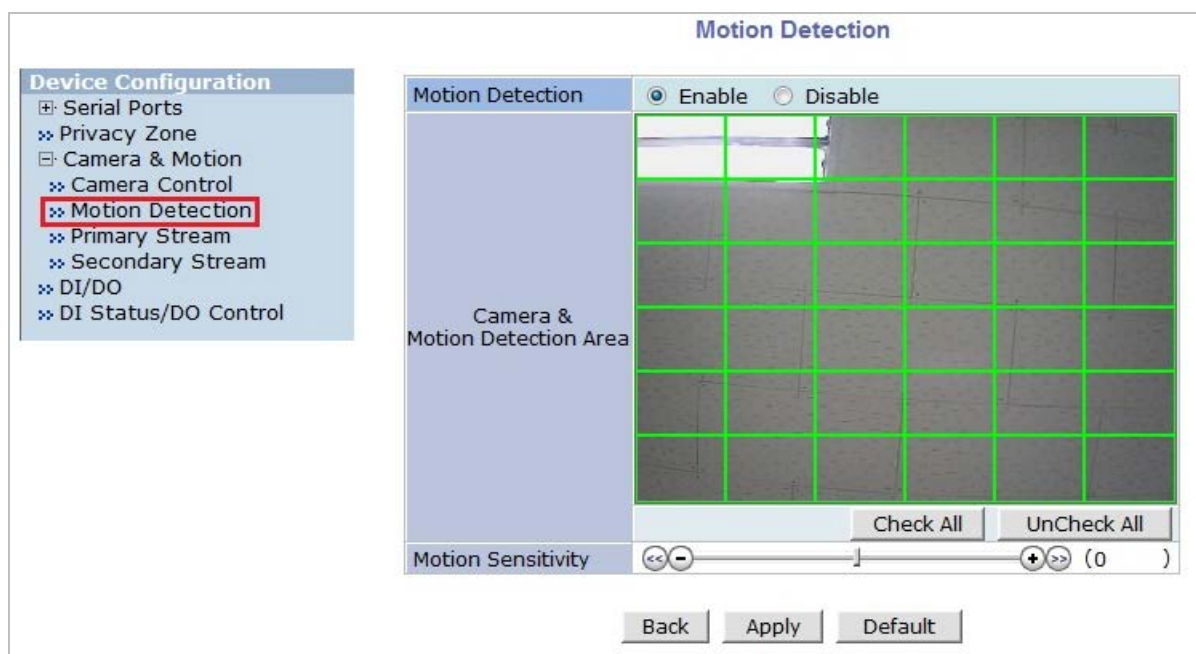 Motion Detection
Device Configuration
Serial Ports
Privacy Zone
Camera & Motion
Camera Control
Motion Detection
Primary Stream
Secondary Stream
DI/DO
DI Status/DO Control
Motion Detection Enable Disable
Camera &
Motion Detection Area
Check All UnCheck All
Motion Sensitivity (0 )
Back Apply Default